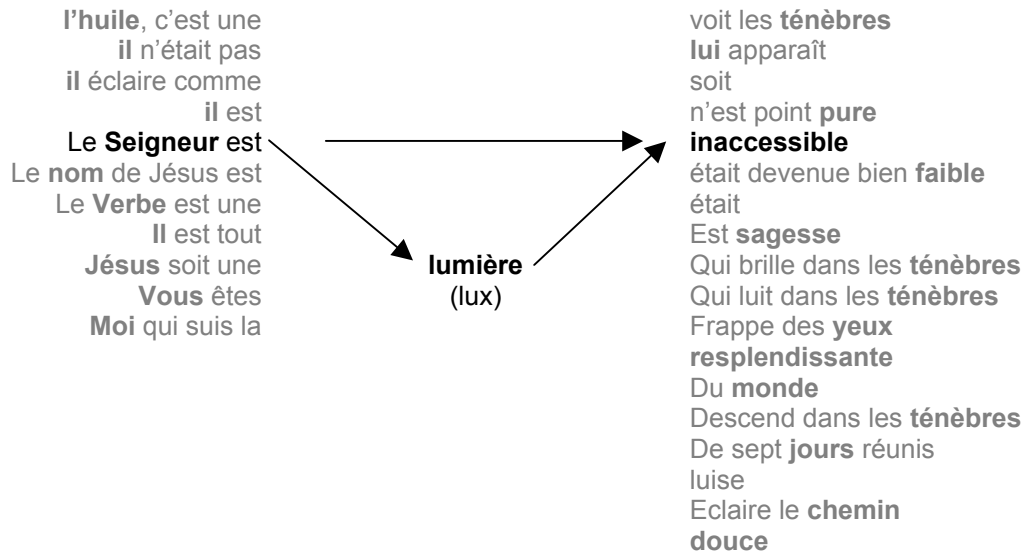 l’huile, c’est une
il n’était pas
il éclaire comme
il est
Le Seigneur est
Le nom de Jésus est
Le Verbe est une
Il est tout
Jésus soit une
Vous êtes
Moi qui suis la
lumière
(lux)
voit les ténèbres
lui apparaît
soit
n’est point pure
inaccessible
était devenue bien faible
était
Est sagesse
Qui brille dans les ténèbres
Qui luit dans les ténèbres
Frappe des yeux
resplendissante
Du monde
Descend dans les ténèbres
De sept jours réunis
luise
Eclaire le chemin
douce